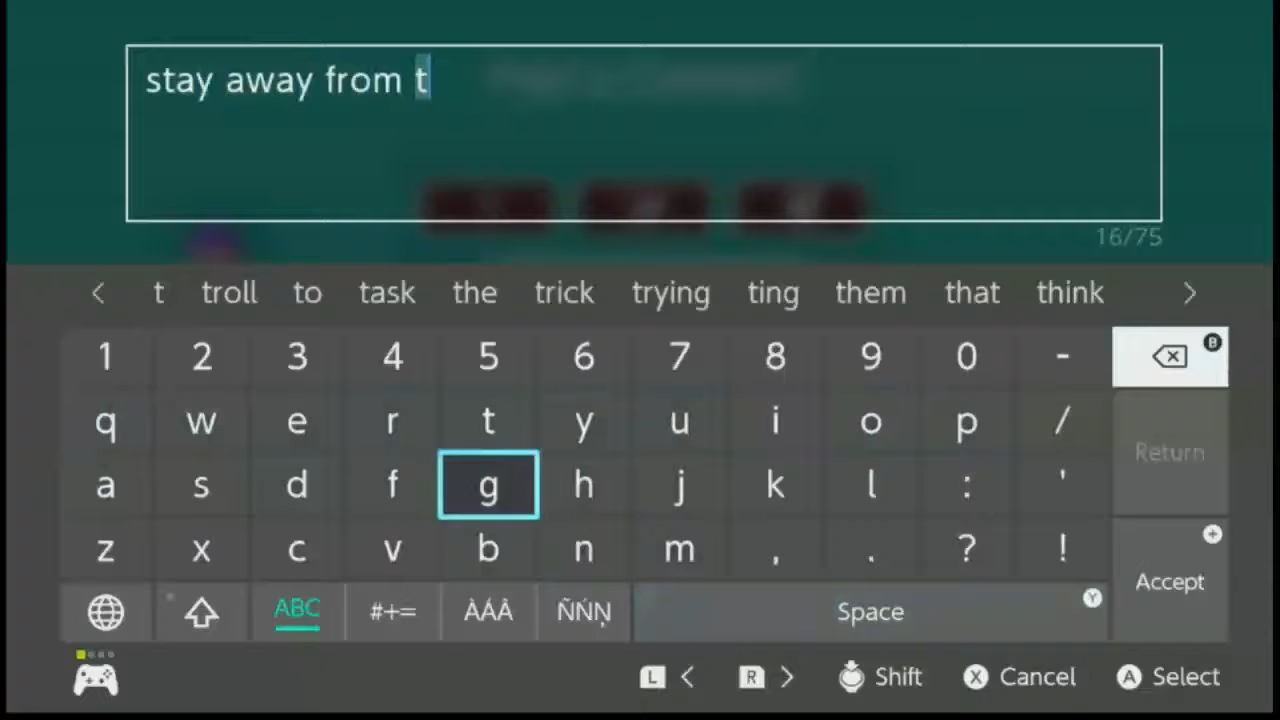 stay away from t
16/75
< t troll to task the trick trying ting them that think >
1 2 3 4 5 6 7 8 9 0 - B
q w e r t y u i o p / Return
a s d f g h j k l : '
z x c v b n m , . ? ! + Accept
ABC #+= ÀÁÂ ÑŃŅ Space Y
L < R > Shift X Cancel A Select